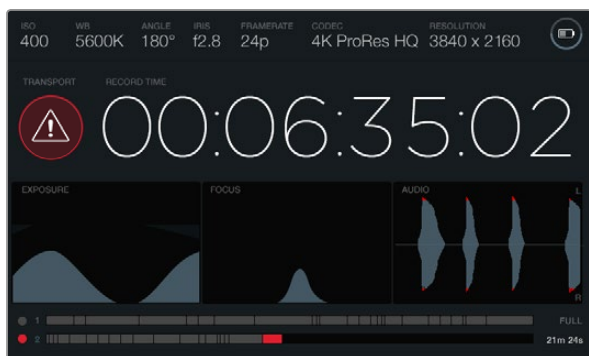 ISO WB ANGLE IRIS FRAMERATE CODEC RESOLUTION
400 5600K 180° f2.8 24p 4K ProRes HQ 3840 x 2160
TRANSPORT RECORD TIME
00:06:35:02
EXPOSURE FOCUS AUDIO L
R
1 FULL
2 21m 24s